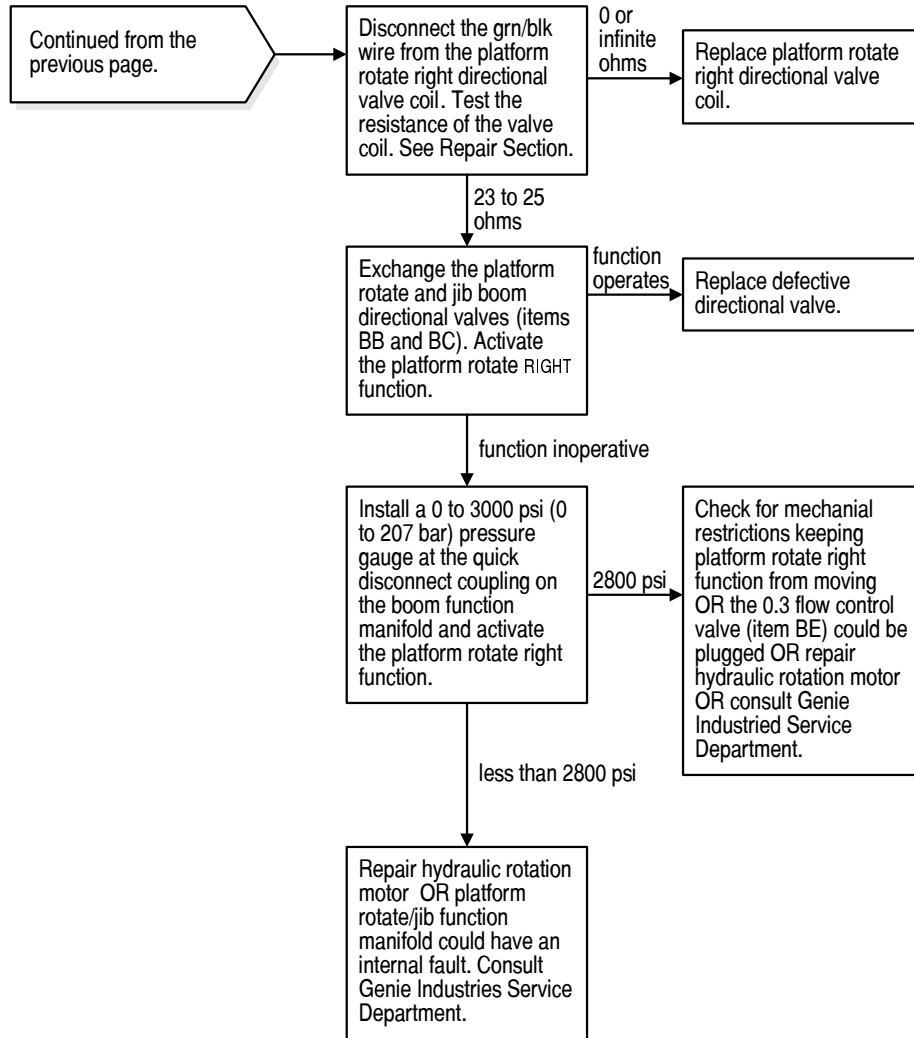 Continued from the
previous page.
Disconnect the grn/blk
wire from the platform
rotate right directional
valve coil. Test the
resistance of the valve
coil. See Repair Section.
0 or
infinite
ohms
Replace platform rotate
right directional valve
coil.
23 to 25
ohms
Exchange the platform
rotate and jib boom
directional valves (items
BB and BC). Activate
the platform rotate RIGHT
function.
function
operates
Replace defective
directional valve.
function inoperative
Install a 0 to 3000 psi (0
to 207 bar) pressure
gauge at the quick
disconnect coupling on
the boom function
manifold and activate
the platform rotate right
function.
2800 psi
Check for mechanial
restrictions keeping
platform rotate right
function from moving
OR the 0.3 flow control
valve (item BE) could be
plugged OR repair
hydraulic rotation motor
OR consult Genie
Industried Service
Department.
less than 2800 psi
Repair hydraulic rotation
motor OR platform
rotate/jib function
manifold could have an
internal fault. Consult
Genie Industries Service
Department.